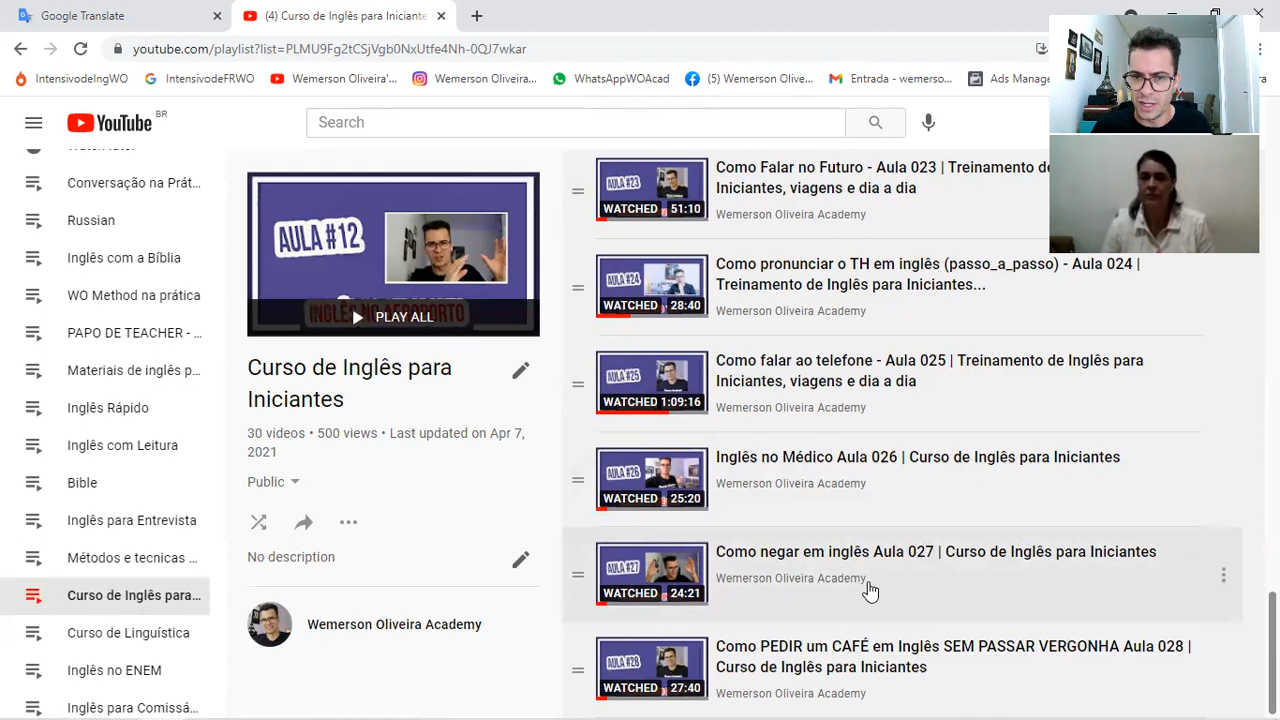 Google Translate
(4) Curso de Inglês para Iniciante
youtube.com/playlist?list=PLMU9Fg2tCSjVgb0NxUtfe4Nh-0QJ7wkar
IntensivodeIngWO
IntensivodeFRWO
Wemerson Oliveira'...
Wemerson Oliveira...
WhatsAppWOAcad
(5) Wemerson Olive...
Entrada - wemerso...
Ads Manage
YouTube BR
Search
Conversação na Prát...
Russian
Inglês com a Bíblia
WO Method na prática
PAPO DE TEACHER - ...
Materiais de inglês p...
Inglês Rápido
Inglês com Leitura
Bible
Inglês para Entrevista
Métodos e tecnicas ...
Curso de Inglês para...
Curso de Linguística
Inglês no ENEM
Inglês para Comissá...
AULA #12
INGLÊS NO AEROPORTO
PLAY ALL
Curso de Inglês para
Iniciantes
30 videos • 500 views • Last updated on Apr 7,
2021
Public
No description
Wemerson Oliveira Academy
AULA #23
WATCHED 51:10
Como Falar no Futuro - Aula 023 | Treinamento de
Iniciantes, viagens e dia a dia
Wemerson Oliveira Academy
AULA #24
WATCHED 28:40
Como pronunciar o TH em inglês (passo_a_passo) - Aula 024 |
Treinamento de Inglês para Iniciantes...
Wemerson Oliveira Academy
AULA #25
WATCHED 1:09:16
Como falar ao telefone - Aula 025 | Treinamento de Inglês para
Iniciantes, viagens e dia a dia
Wemerson Oliveira Academy
AULA #26
WATCHED 25:20
Inglês no Médico Aula 026 | Curso de Inglês para Iniciantes
Wemerson Oliveira Academy
AULA #27
WATCHED 24:21
Como negar em inglês Aula 027 | Curso de Inglês para Iniciantes
Wemerson Oliveira Academy
AULA #28
WATCHED 27:40
Como PEDIR um CAFÉ em Inglês SEM PASSAR VERGONHA Aula 028 |
Curso de Inglês para Iniciantes
Wemerson Oliveira Academy